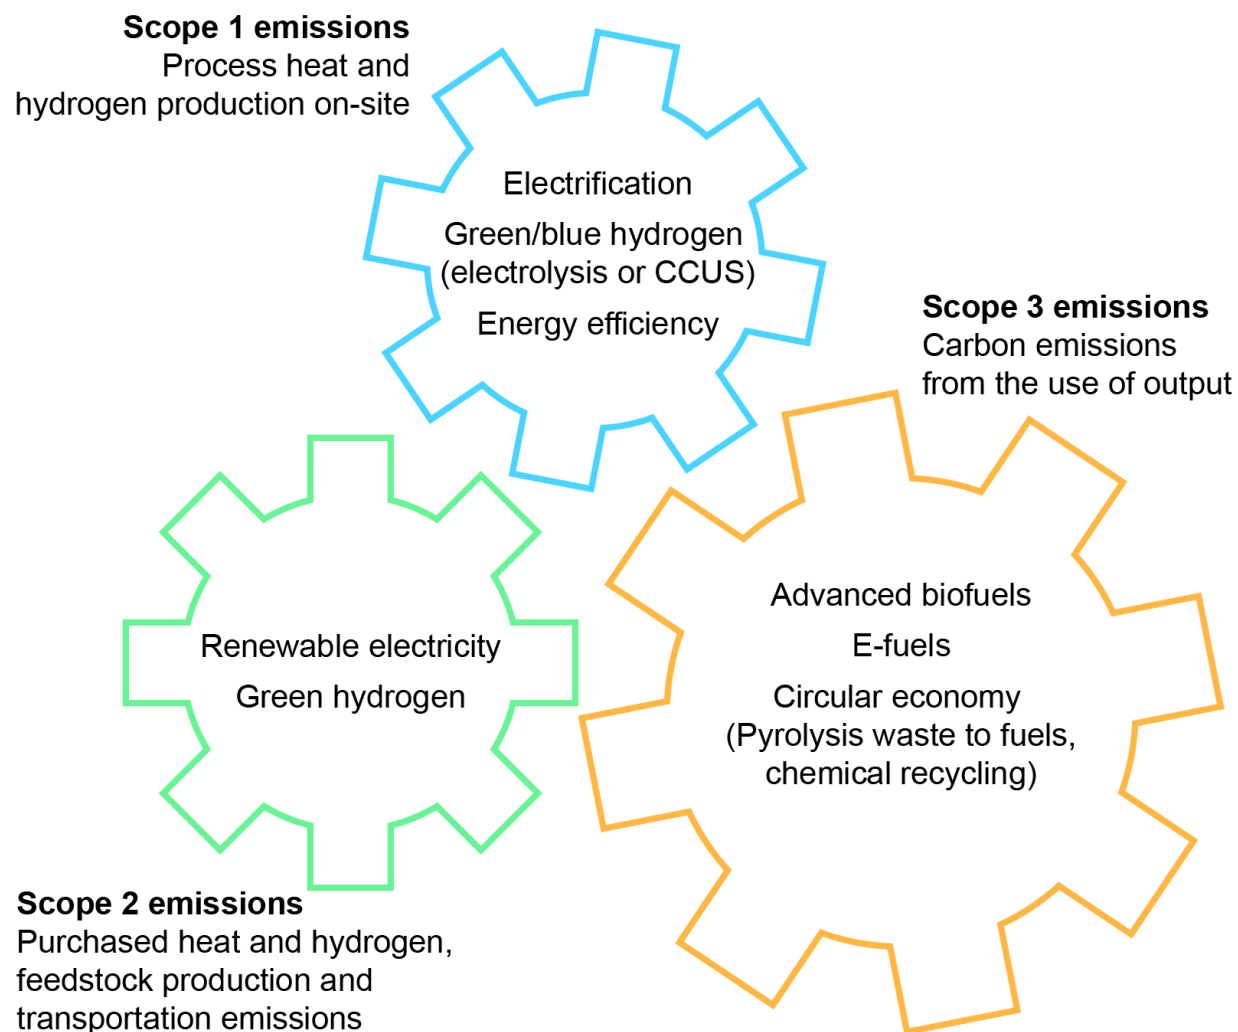 Scope 1 emissions
Process heat and
hydrogen production on-site
Electrification
Green/blue hydrogen
(electrolysis or CCUS)
Energy efficiency
Scope 3 emissions
Carbon emissions
from the use of output
Advanced biofuels
E-fuels
Circular economy
(Pyrolysis waste to fuels,
chemical recycling)
Renewable electricity
Green hydrogen
Scope 2 emissions
Purchased heat and hydrogen,
feedstock production and
transportation emissions